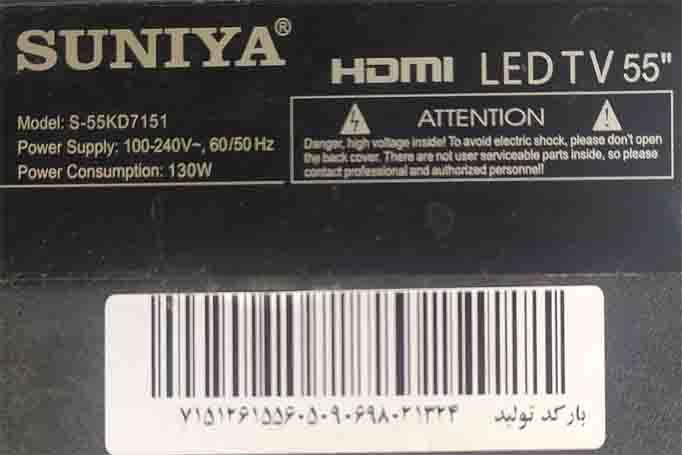 SUNIYA®
HDMI LED TV 55"
Model: S-55KD7151
Power Supply: 100-240V~, 60/50 Hz
Power Consumption: 130W
ATTENTION
Danger, high voltage inside! To avoid electric shock, please don't open
the back cover. There are not user serviceable parts inside, so please
contact professional and authorized personnel!
بارکد تولید ۷۱۵۱۲۶۱۵۵۶۰۵۰۹۰۶۹۸۰۲۱۳۲۴